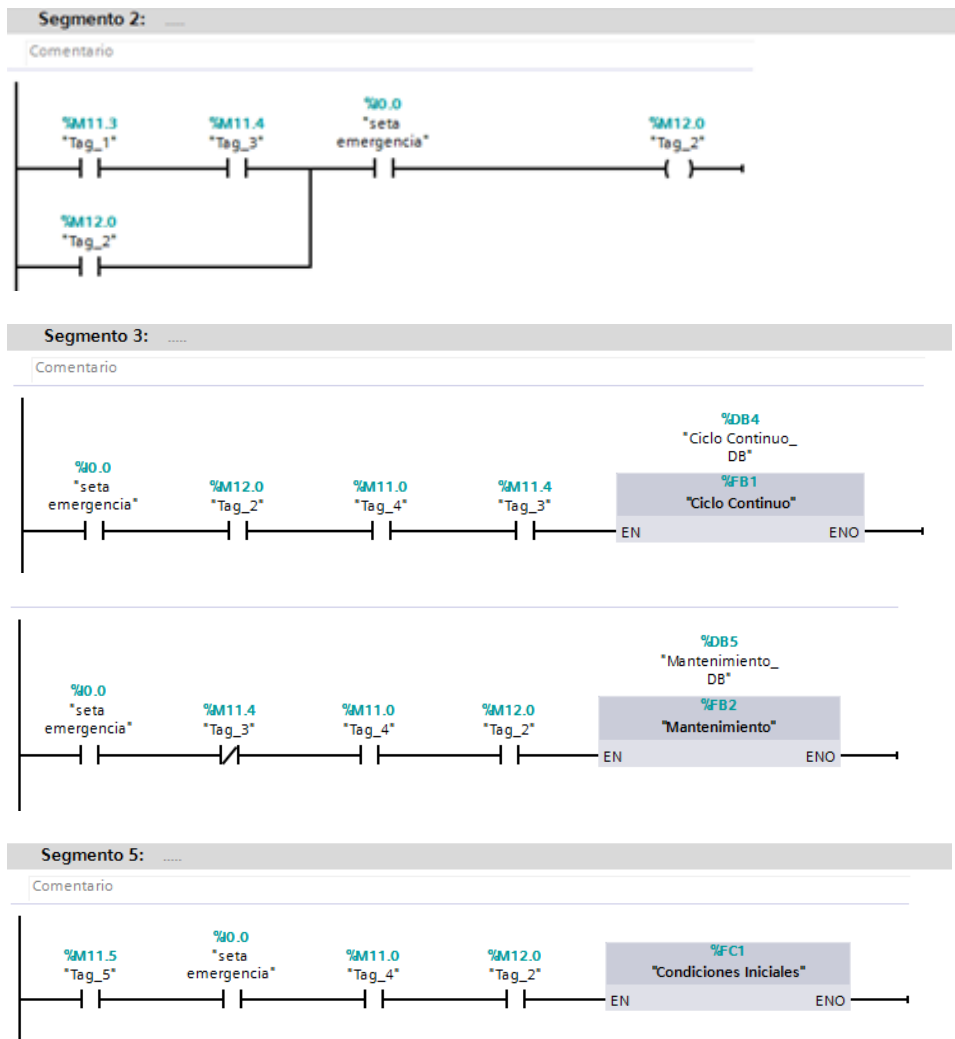 Segmento 2: ....
Comentario
%I0.0
%M11.3 %M11.4 "seta %M12.0
"Tag_1" "Tag_3" emergencia" "Tag_2"
%M12.0
"Tag_2"
Segmento 3: .....
Comentario
%DB4
"Ciclo Continuo_
DB"
%I0.0
"seta %M12.0 %M11.0 %M11.4 %FB1
emergencia" "Tag_2" "Tag_4" "Tag_3" "Ciclo Continuo"
EN ENO
%DB5
"Mantenimiento_
DB"
%I0.0
"seta %M11.4 %M11.0 %M12.0 %FB2
emergencia" "Tag_3" "Tag_4" "Tag_2" "Mantenimiento"
EN ENO
Segmento 5: .....
Comentario
%I0.0
%M11.5 "seta %M11.0 %M12.0 %FC1
"Tag_5" emergencia" "Tag_4" "Tag_2" "Condiciones Iniciales"
EN ENO